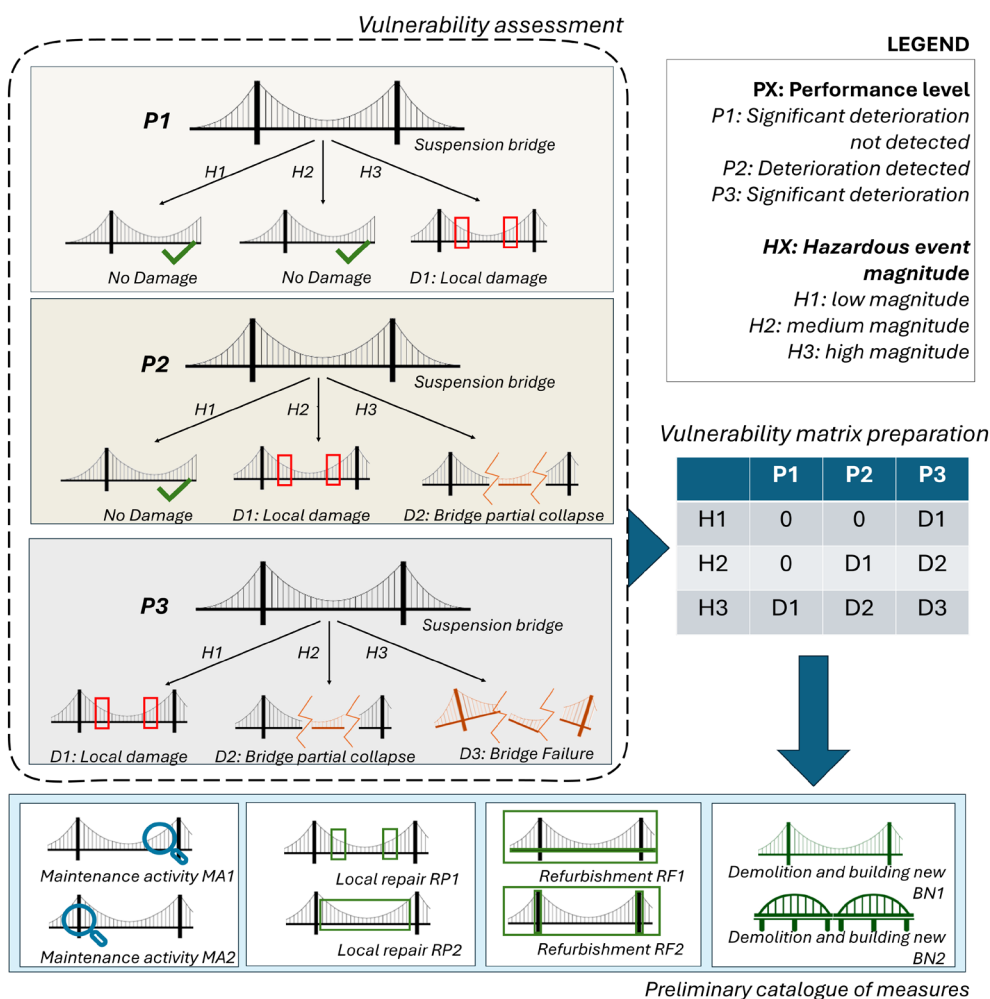 Vulnerability assessment
P1
Suspension bridge
H1
H2
H3
No Damage
No Damage
D1: Local damage
P2
Suspension bridge
H1
H2
H3
No Damage
D1: Local damage
D2: Bridge partial collapse
P3
Suspension bridge
H1
H2
H3
D1: Local damage
D2: Bridge partial collapse
D3: Bridge Failure
LEGEND
PX: Performance level
P1: Significant deterioration
not detected
P2: Deterioration detected
P3: Significant deterioration
HX: Hazardous event
magnitude
H1: low magnitude
H2: medium magnitude
H3: high magnitude
Vulnerability matrix preparation
P1 P2 P3
H1 0 0 D1
H2 0 D1 D2
H3 D1 D2 D3
Maintenance activity MA1
Maintenance activity MA2
Local repair RP1
Local repair RP2
Refurbishment RF1
Refurbishment RF2
Demolition and building new
BN1
Demolition and building new
BN2
Preliminary catalogue of measures